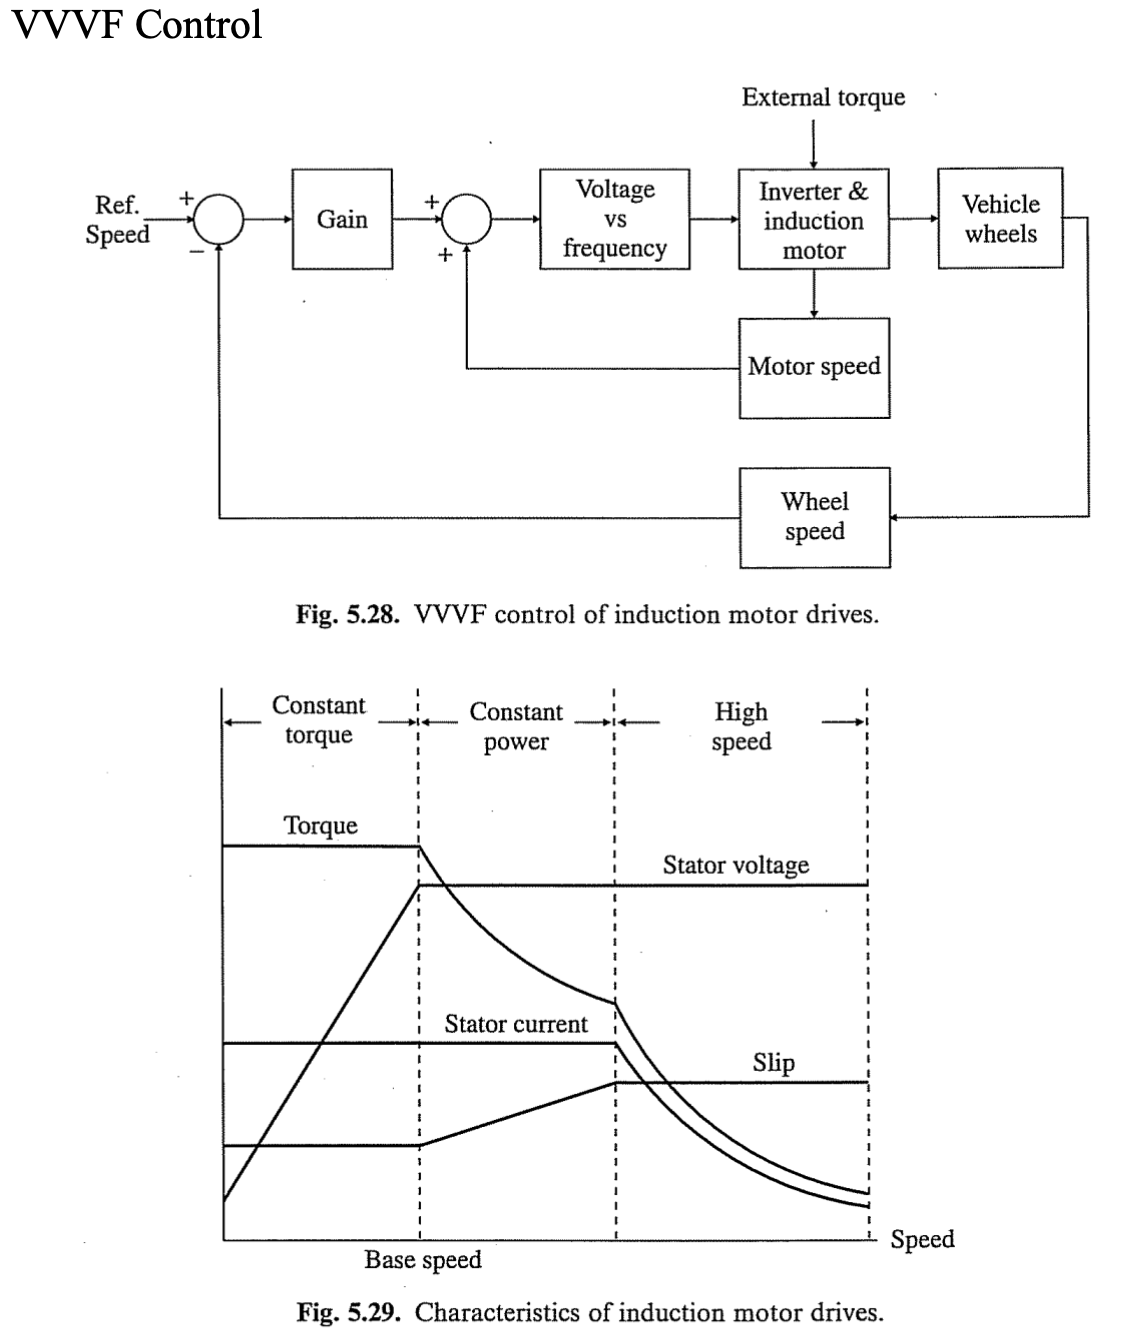 VVVF Control
External torque
Ref.
Speed
+
−
Gain
+
+
Voltage
vs
frequency
Inverter &
induction
motor
Vehicle
wheels
Motor speed
Wheel
speed
Fig. 5.28. VVVF control of induction motor drives.
Constant
torque
Constant
power
High
speed
Torque
Stator voltage
Stator current
Slip
Speed
Base speed
Fig. 5.29. Characteristics of induction motor drives.